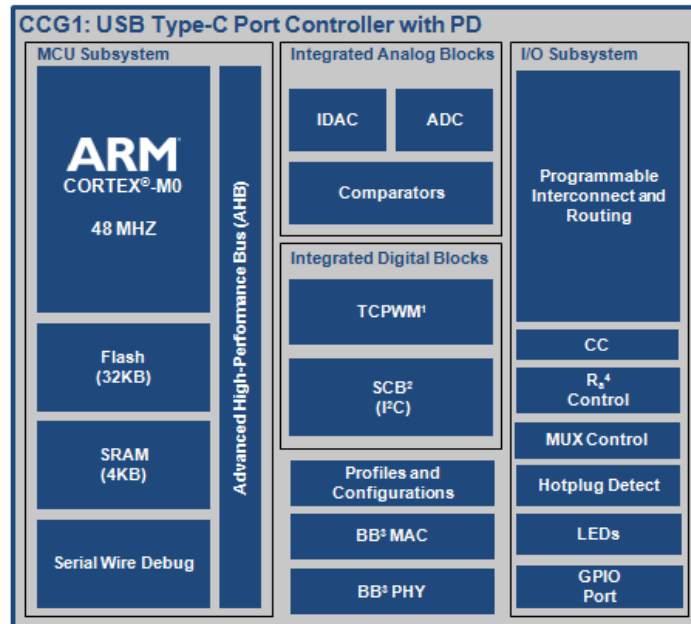 CCG1: USB Type-C Port Controller with PD
MCU Subsystem
ARM
CORTEX®-M0
48 MHZ
Flash
(32KB)
SRAM
(4KB)
Serial Wire Debug
Advanced High-Performance Bus (AHB)
Integrated Analog Blocks
IDAC
ADC
Comparators
Integrated Digital Blocks
TCPWM¹
SCB²
(I²C)
Profiles and
Configurations
BB³ MAC
BB³ PHY
I/O Subsystem
Programmable
Interconnect and
Routing
CC
Rₐ⁴
Control
MUX Control
Hotplug Detect
LEDs
GPIO
Port